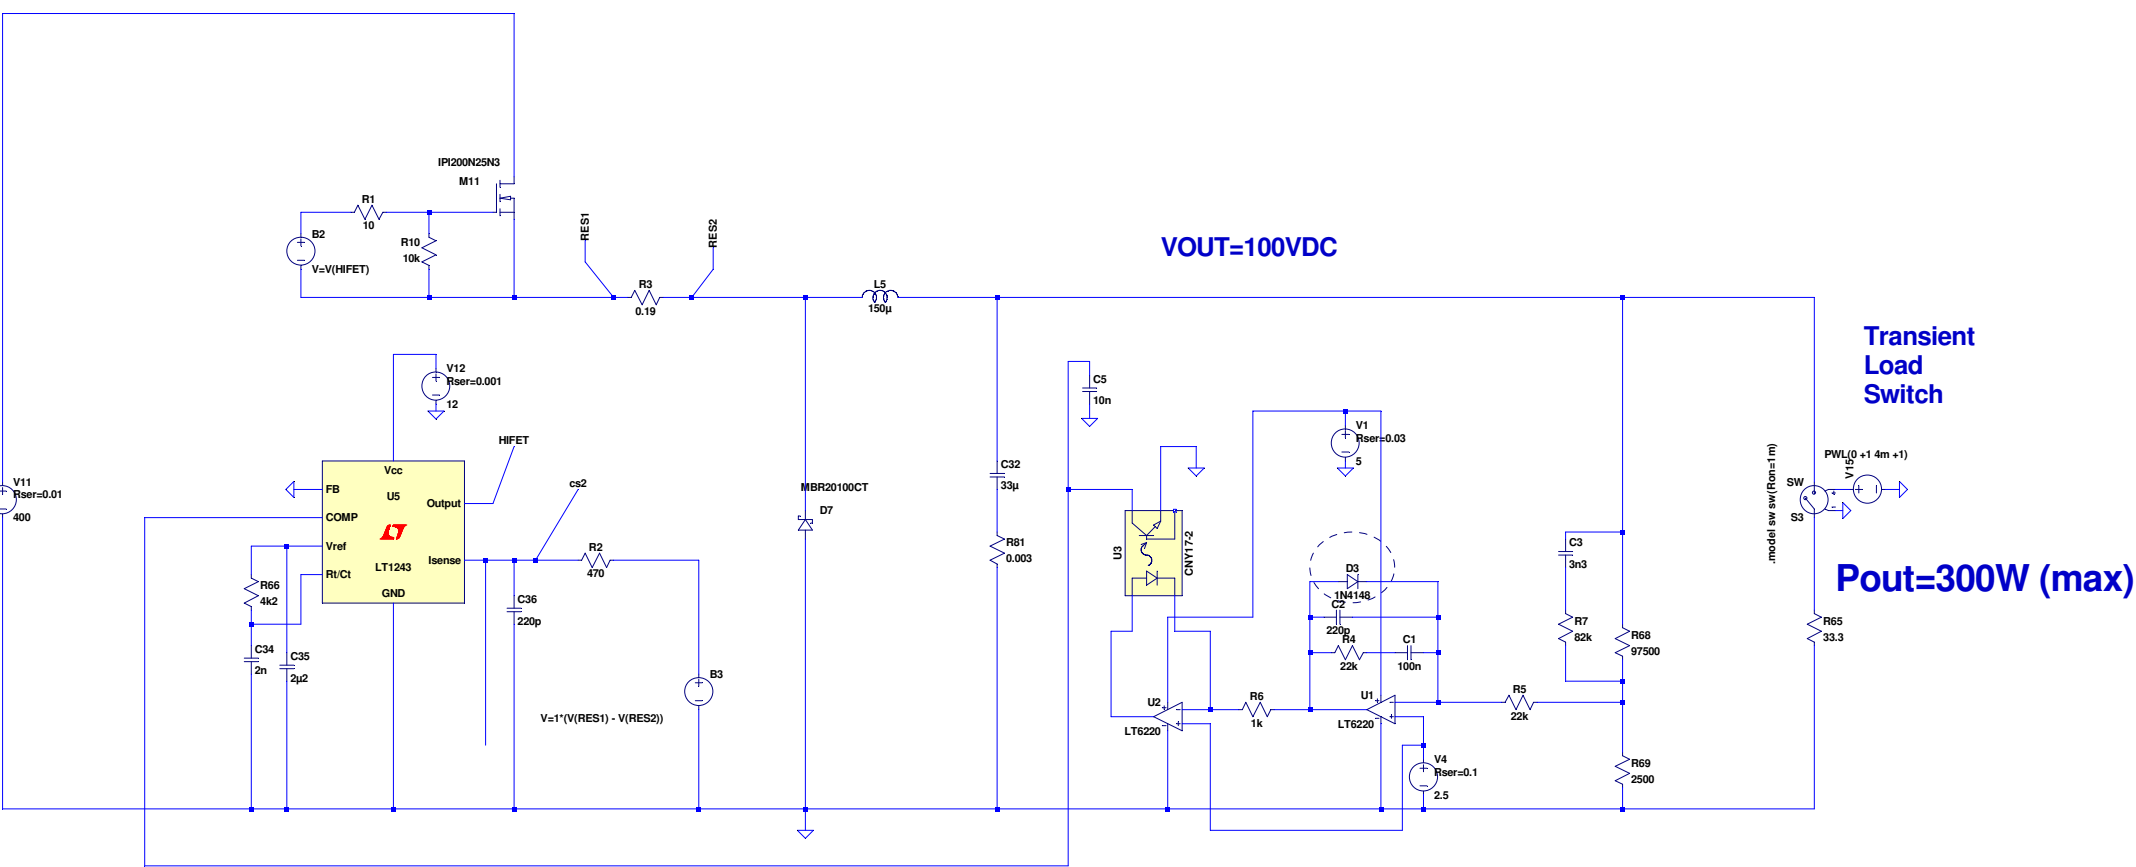 IPI200N25N3
M11
R1
10
B2
V=V(HIFET)
R10
10k
RES1
RES2
R3
0.19
L5
150µ
VOUT=100VDC
Transient
Load
Switch
V12
Rser=0.001
12
HIFET
C5
10n
V1
Rser=0.03
5
V11
Rser=0.01
400
Vcc
FB
U5
Output
COMP
Vref
LT1243
Isense
Rt/Ct
GND
cs2
R2
470
R66
4k2
C34
2n
C35
2µ2
C36
220p
B3
V=1*(V(RES1) - V(RES2))
MBR20100CT
D7
C32
33µ
R81
0.003
U3
CNY17-2
D3
1N4148
C2
220p
R4
22k
C1
100n
U2
LT6220
R6
1k
U1
LT6220
R5
22k
V4
Rser=0.1
2.5
C3
3n3
R7
82k
R68
97500
R69
2500
.model sw sw(Ron=1m)
PWL(0 +1 4m +1)
V15
SW
S3
R65
33.3
Pout=300W (max)